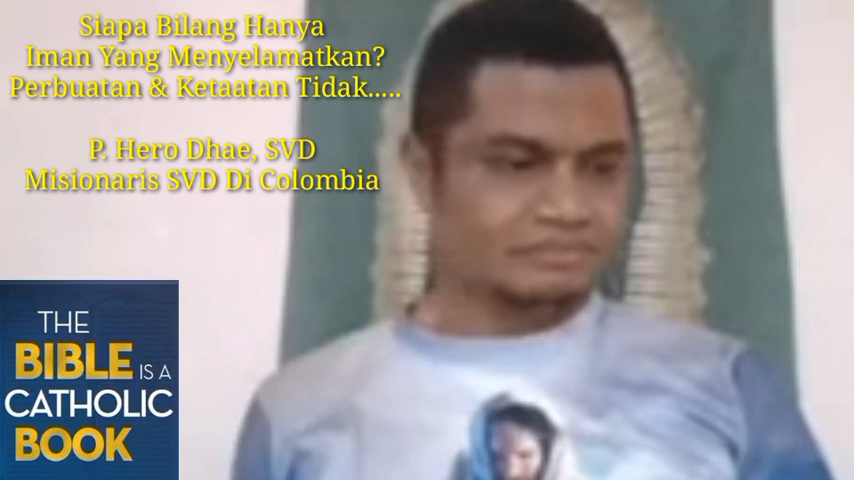 Siapa Bilang Hanya
Iman Yang Menyelamatkan?
Perbuatan & Ketaatan Tidak.....
P. Hero Dhae, SVD
Misionaris SVD Di Colombia
THE
BIBLE IS A
CATHOLIC
BOOK